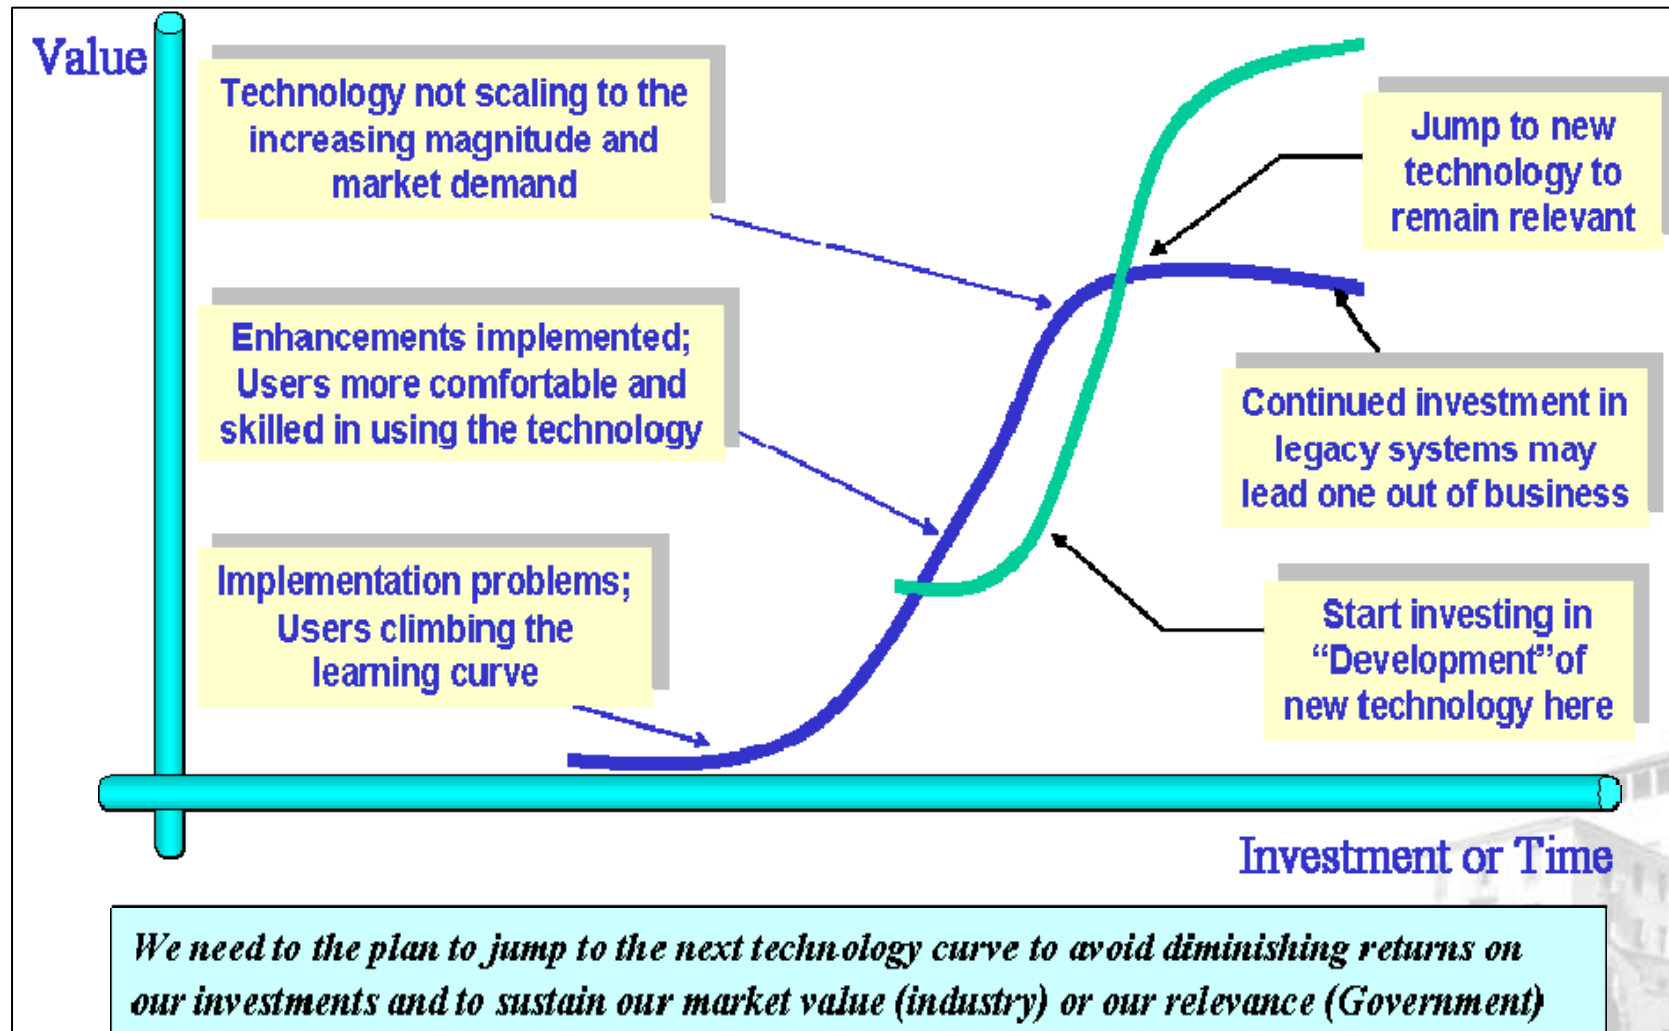 Value
Technology not scaling to the
increasing magnitude and
market demand
Jump to new
technology to
remain relevant
Enhancements implemented;
Users more comfortable and
skilled in using the technology
Continued investment in
legacy systems may
lead one out of business
Implementation problems;
Users climbing the
learning curve
Start investing in
“Development”of
new technology here
Investment or Time
We need to the plan to jump to the next technology curve to avoid diminishing returns on
our investments and to sustain our market value (industry) or our relevance (Government)